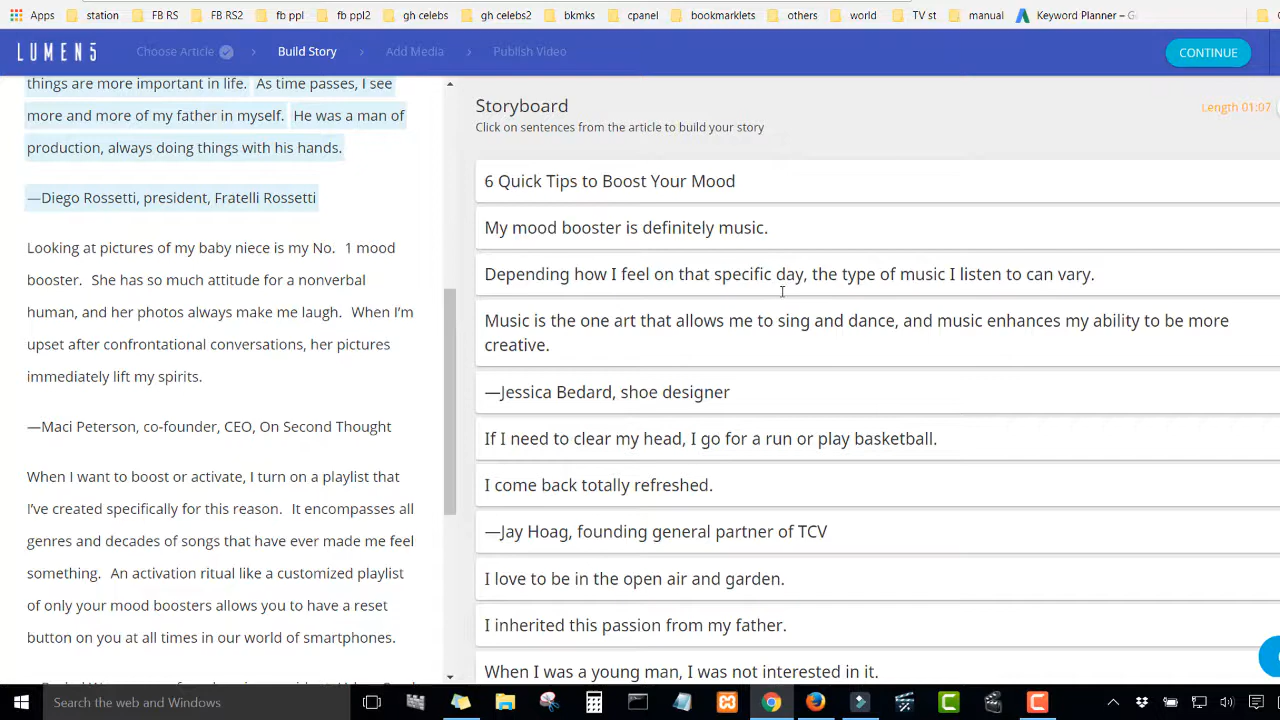 Apps station FB RS FB RS2 fb ppl fb ppl2 gh celebs gh celebs2 bkmks cpanel bookmarklets others world TV st manual Keyword Planner –
LUMEN5 Choose Article Build Story Add Media Publish Video CONTINUE
things are more important in life. As time passes, I see
more and more of my father in myself. He was a man of
production, always doing things with his hands.
—Diego Rossetti, president, Fratelli Rossetti
Looking at pictures of my baby niece is my No. 1 mood
booster. She has so much attitude for a nonverbal
human, and her photos always make me laugh. When I’m
upset after confrontational conversations, her pictures
immediately lift my spirits.
—Maci Peterson, co-founder, CEO, On Second Thought
When I want to boost or activate, I turn on a playlist that
I’ve created specifically for this reason. It encompasses all
genres and decades of songs that have ever made me feel
something. An activation ritual like a customized playlist
of only your mood boosters allows you to have a reset
button on you at all times in our world of smartphones.
Storyboard
Length 01:07
Click on sentences from the article to build your story
6 Quick Tips to Boost Your Mood
My mood booster is definitely music.
Depending how I feel on that specific day, the type of music I listen to can vary.
Music is the one art that allows me to sing and dance, and music enhances my ability to be more
creative.
—Jessica Bedard, shoe designer
If I need to clear my head, I go for a run or play basketball.
I come back totally refreshed.
—Jay Hoag, founding general partner of TCV
I love to be in the open air and garden.
I inherited this passion from my father.
When I was a young man, I was not interested in it.
Search the web and Windows